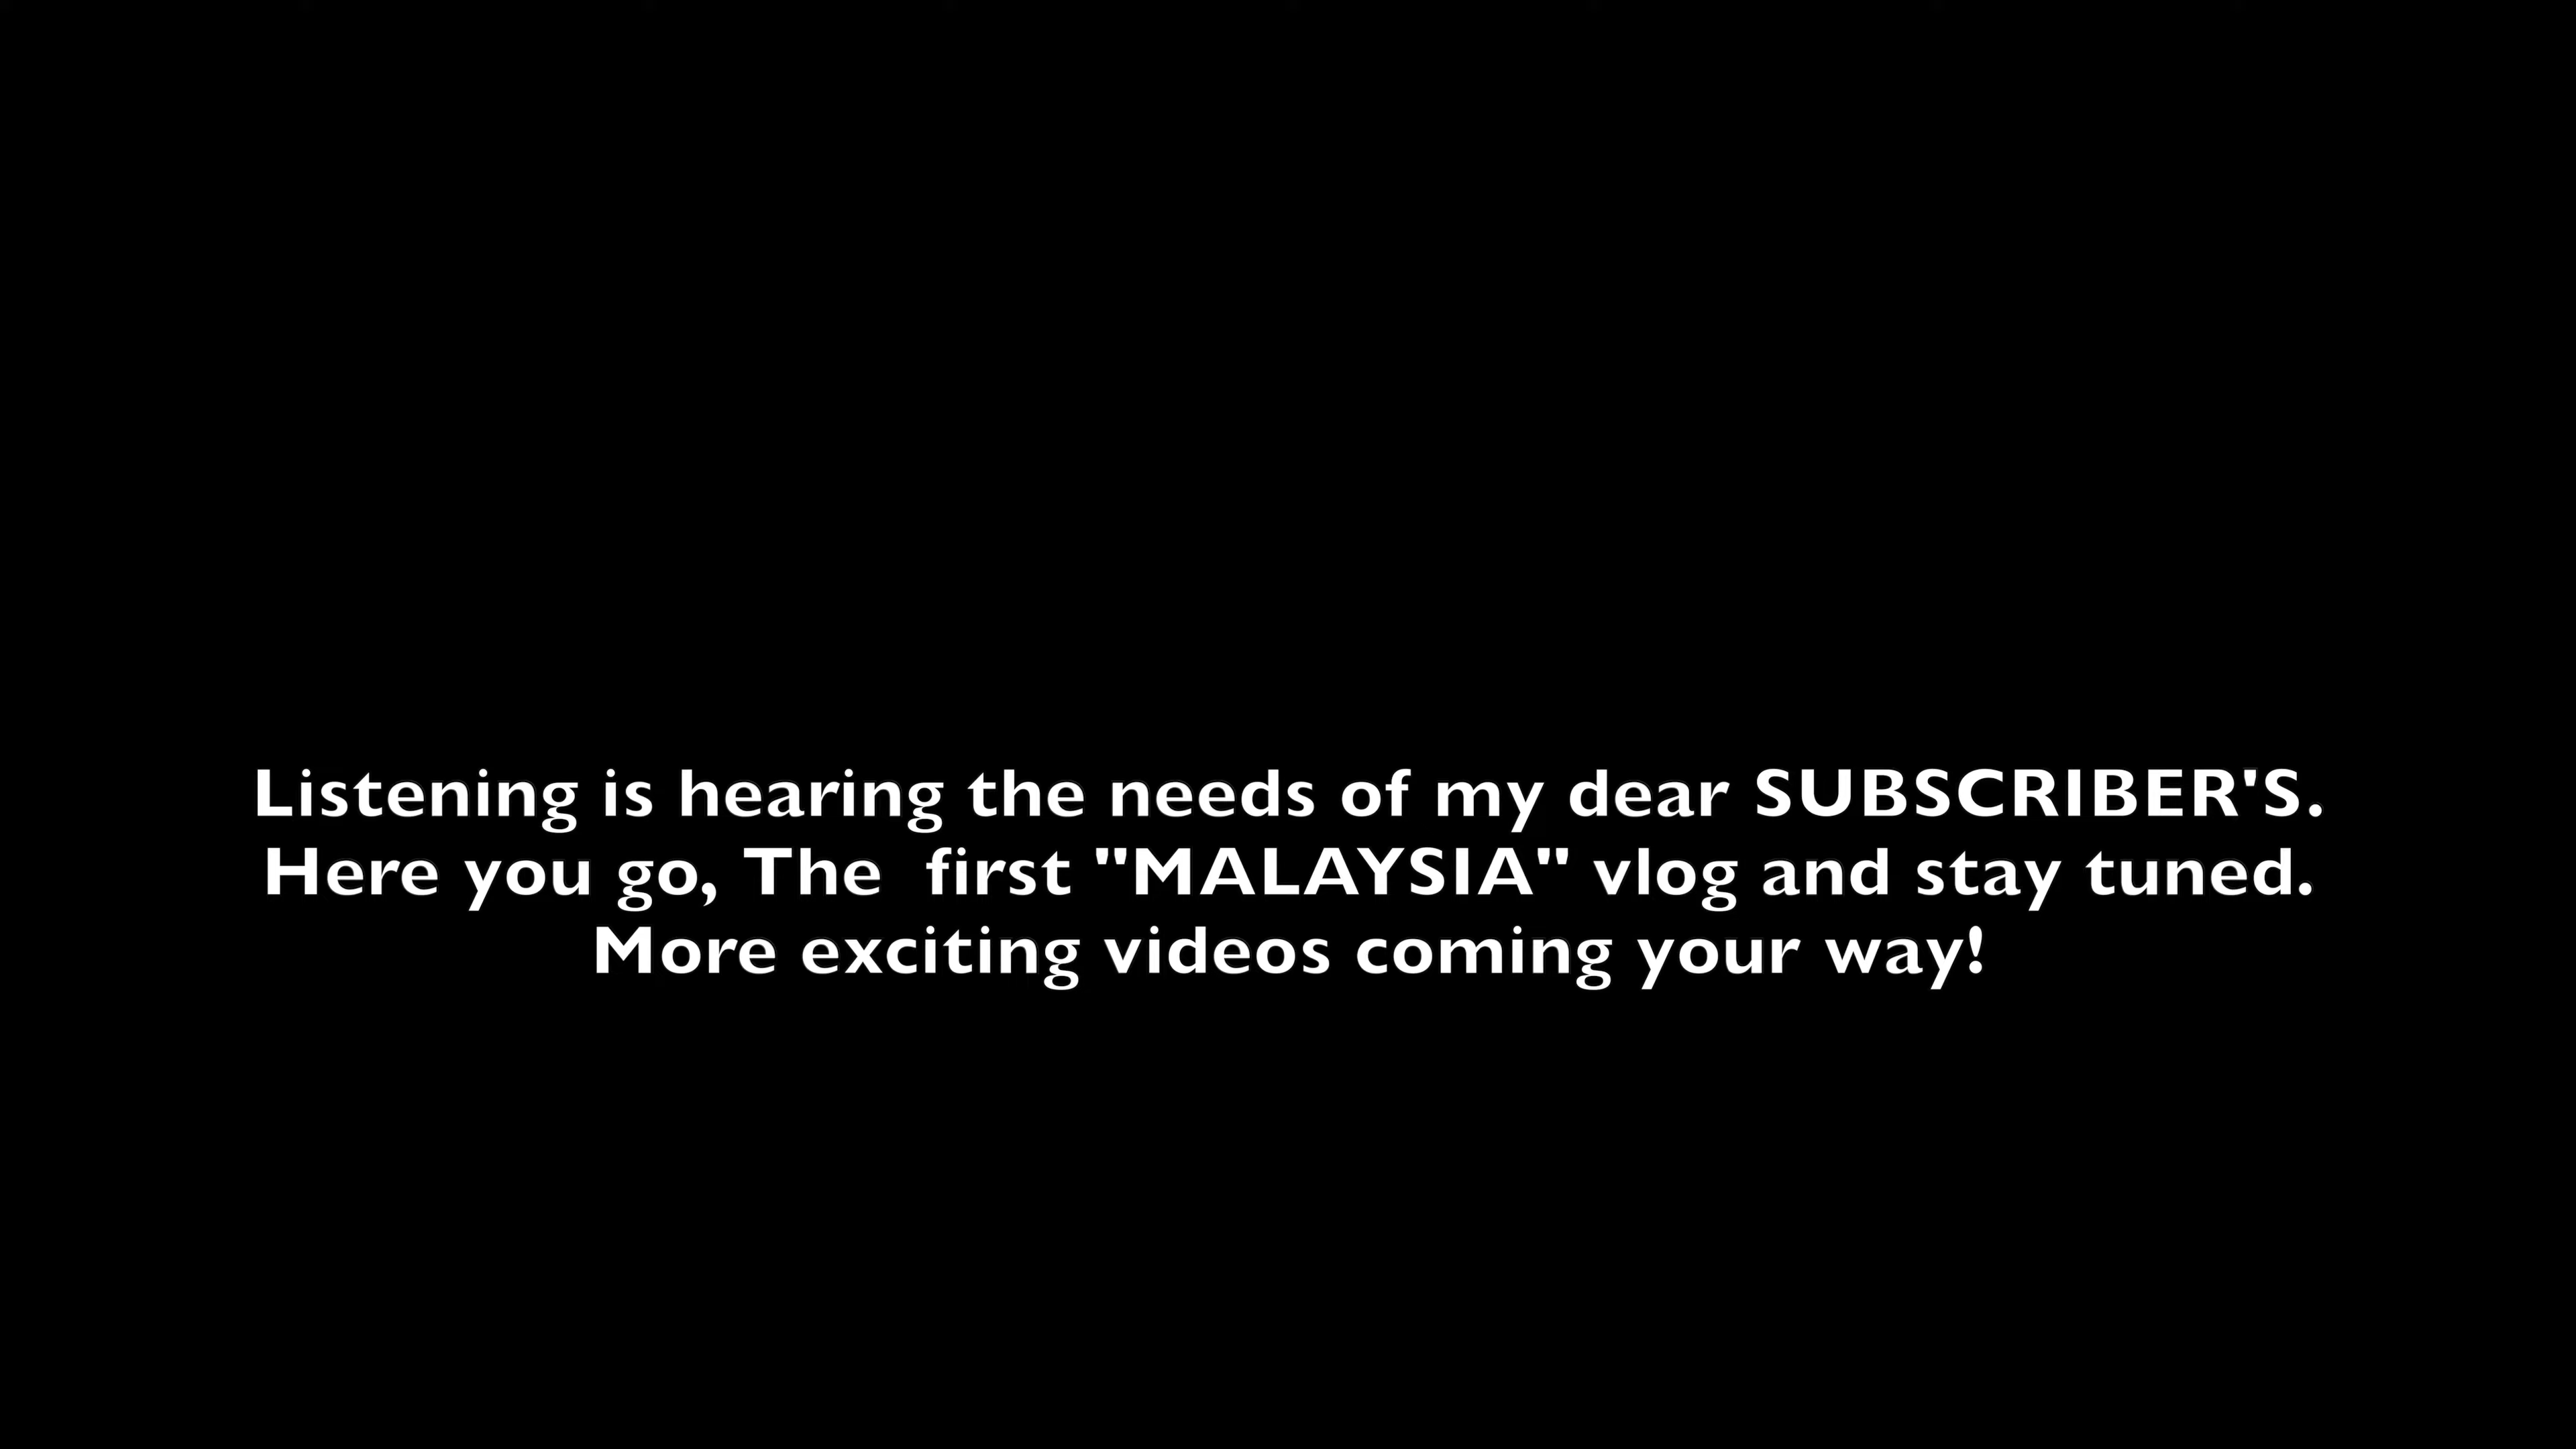 Listening is hearing the needs of my dear SUBSCRIBER'S.
Here you go, The  first "MALAYSIA" vlog and stay tuned.
More exciting videos coming your way!